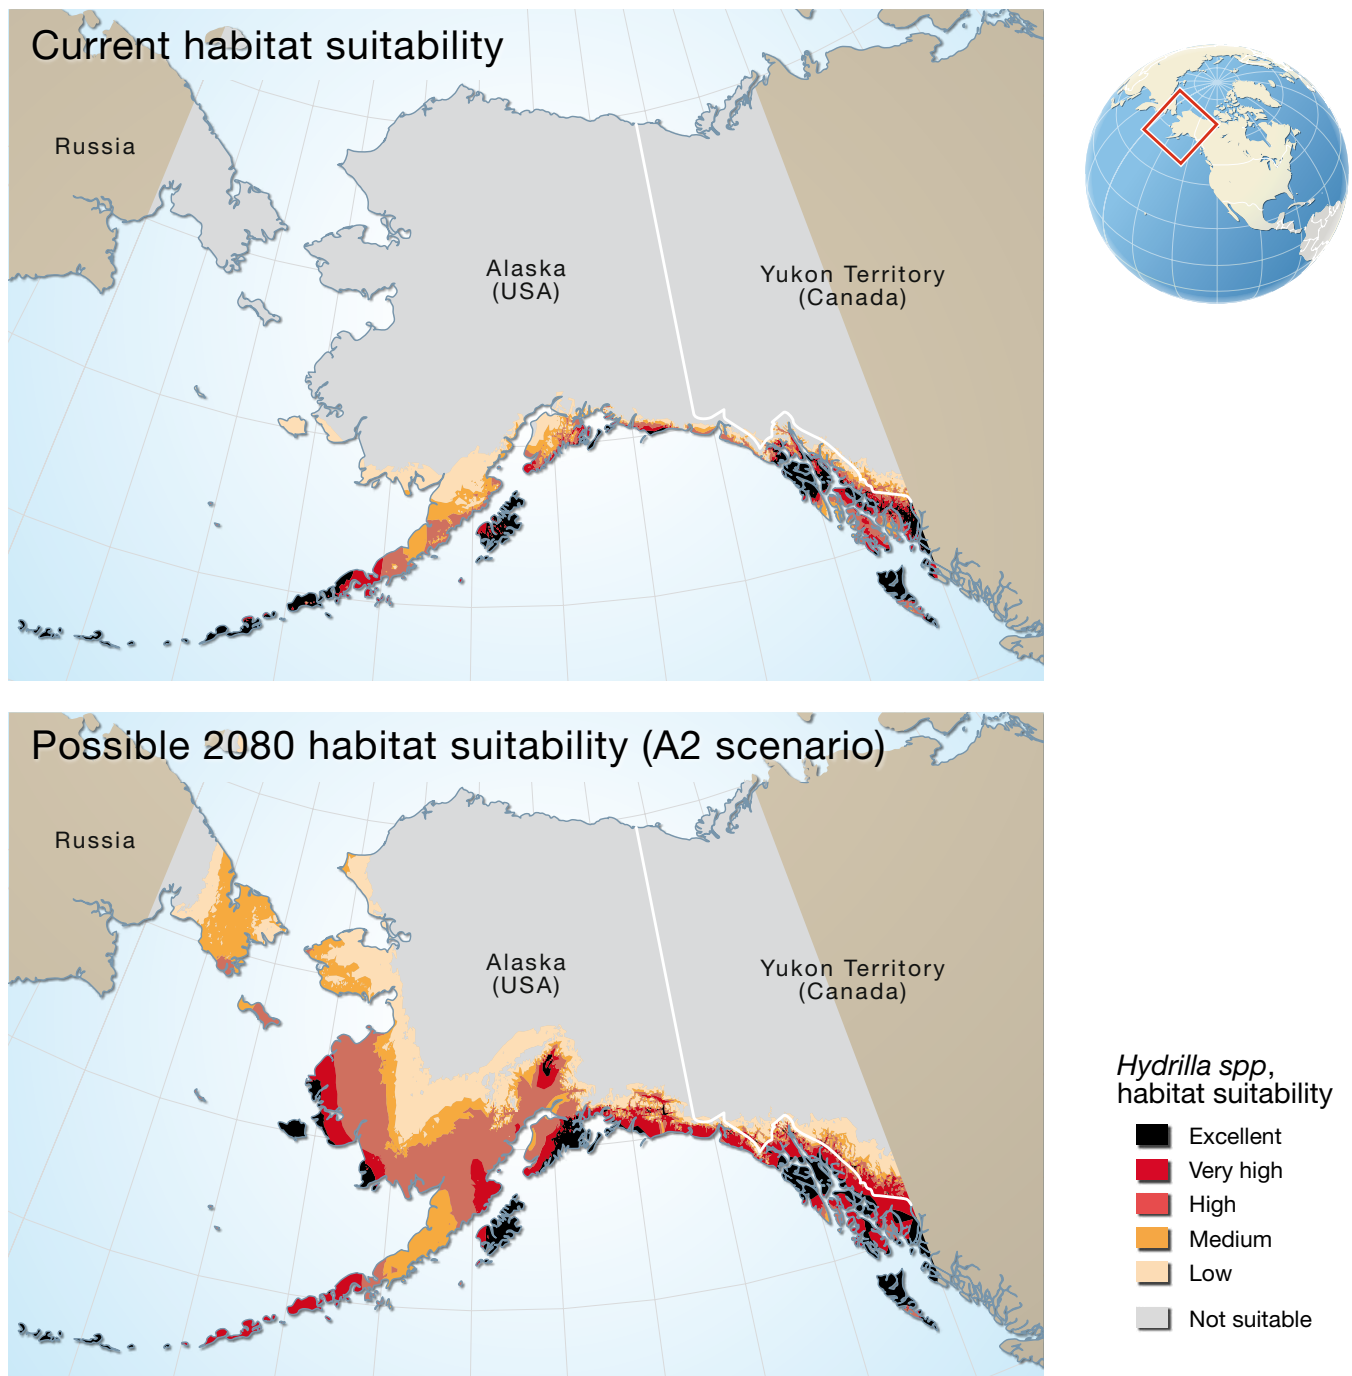 Current habitat suitability
Russia
Alaska
(USA)
Yukon Territory
(Canada)
Possible 2080 habitat suitability (A2 scenario)
Russia
Alaska
(USA)
Yukon Territory
(Canada)
Hydrilla spp,
habitat suitability
Excellent
Very high
High
Medium
Low
Not suitable